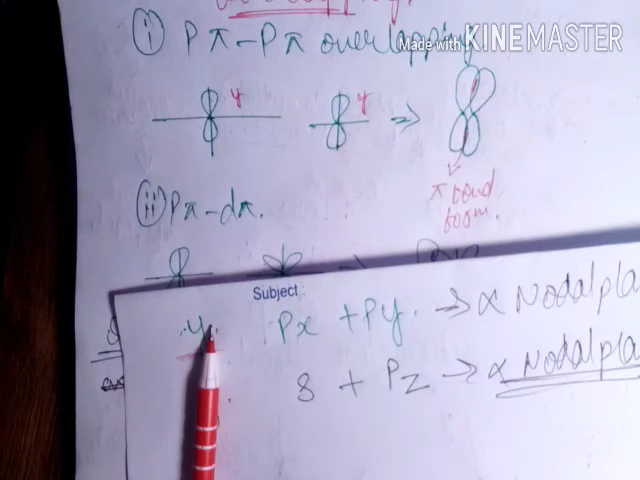 overlapping.
(i) Pπ-Pπ overlapping
Made with KINEMASTER
y y
π bond
form.
(ii) Pπ-dπ.
Subject :
y Px + Py. → α Nodal pla
s + Pz → α Nodal pla